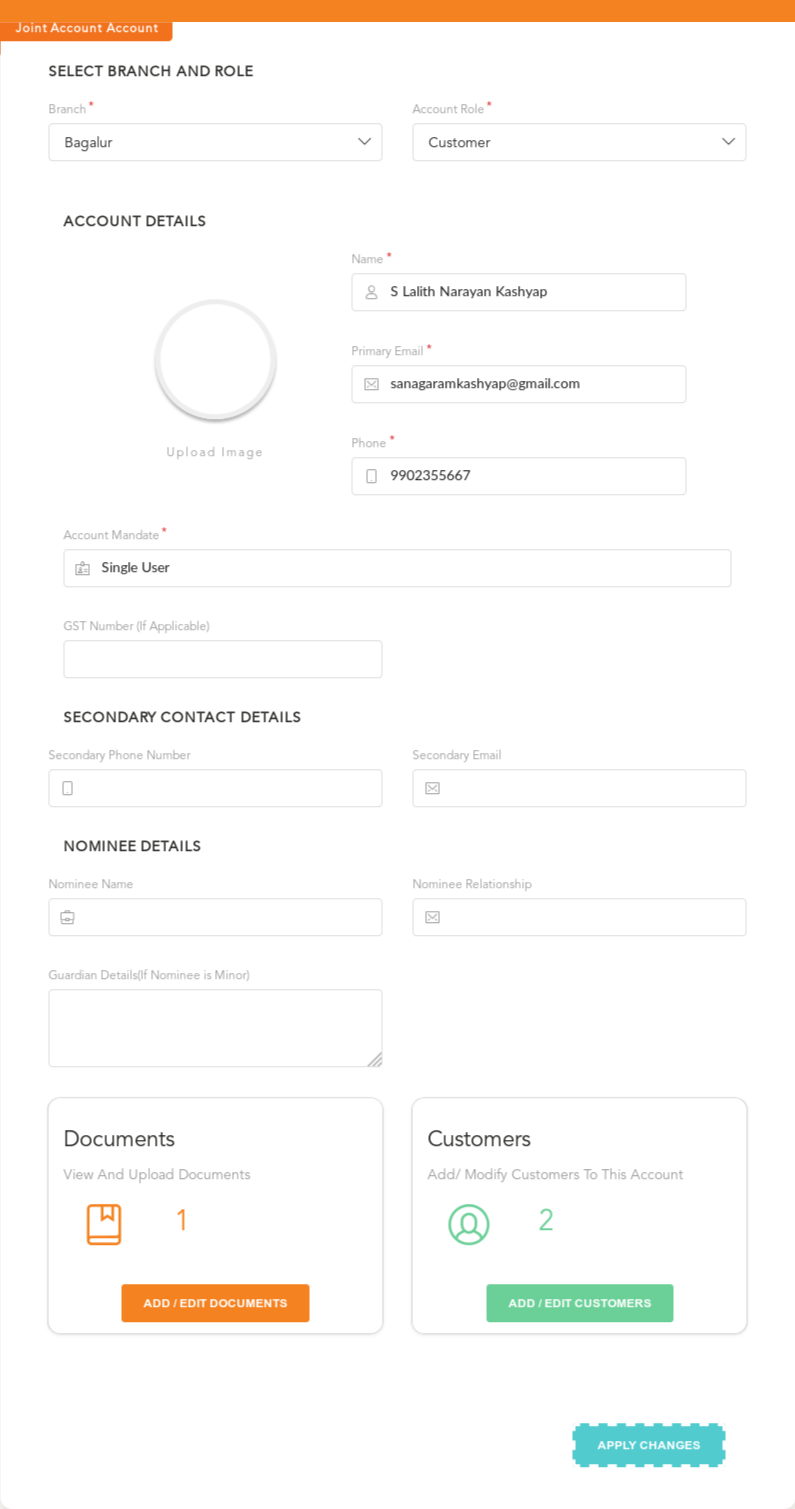 Joint Account Account
SELECT BRANCH AND ROLE
Branch *
Account Role *
Bagalur
Customer
ACCOUNT DETAILS
Name *
S Lalith Narayan Kashyap
Primary Email *
sanagaramkashyap@gmail.com
Upload Image
Phone *
9902355667
Account Mandate *
Single User
GST Number (If Applicable)
SECONDARY CONTACT DETAILS
Secondary Phone Number
Secondary Email
NOMINEE DETAILS
Nominee Name
Nominee Relationship
Guardian Details(If Nominee is Minor)
Documents
View And Upload Documents
1
ADD / EDIT DOCUMENTS
Customers
Add/ Modify Customers To This Account
2
ADD / EDIT CUSTOMERS
APPLY CHANGES